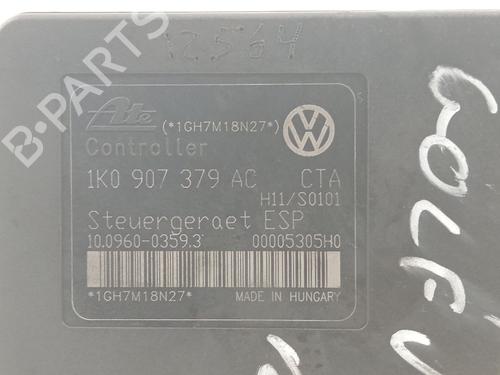 12564
Ate
(*1GH7M18N27*)
Controller
1K0 907 379 AC CTA
H11/S0101
Steuergeraet ESP
10.0960-0359.3 00005305H0
*1GH7M18N27*
MADE IN HUNGARY
GOLF V
B-PARTS